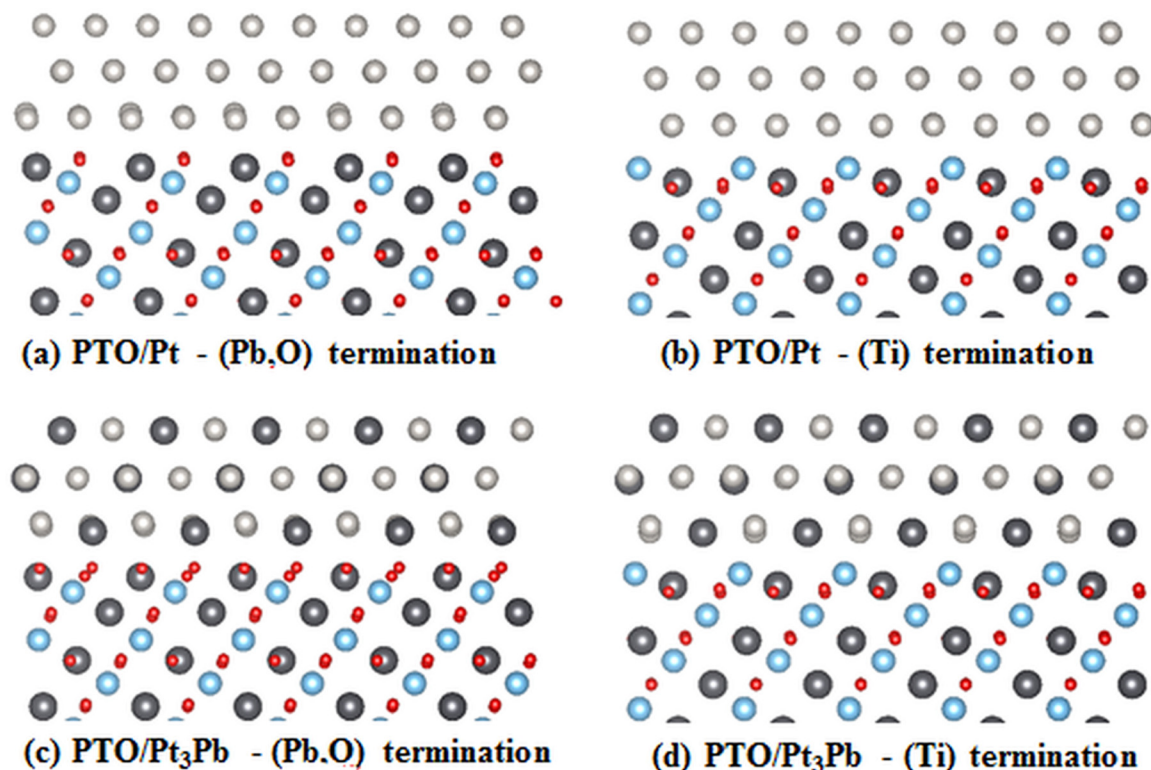 (a) PTO/Pt - (Pb,O) termination
(b) PTO/Pt - (Ti) termination
(c) PTO/Pt₃Pb - (Pb,O) termination
(d) PTO/Pt₃Pb - (Ti) termination